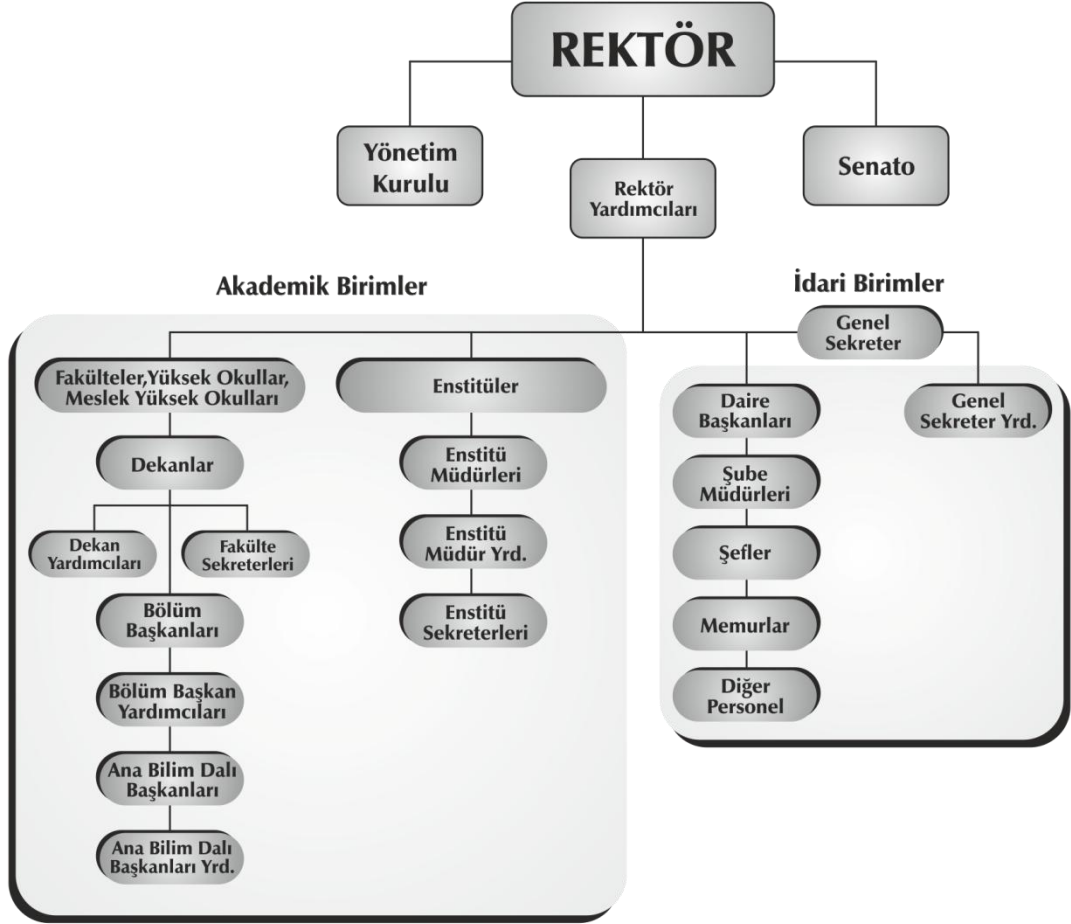 REKTÖR
Yönetim
Kurulu
Rektör
Yardımcıları
Senato
Akademik Birimler
İdari Birimler
Genel
Sekreter
Fakülteler,Yüksek Okullar,
Meslek Yüksek Okulları
Enstitüler
Daire
Başkanları
Genel
Sekreter Yrd.
Dekanlar
Enstitü
Müdürleri
Şube
Müdürleri
Dekan
Yardımcıları
Fakülte
Sekreterleri
Enstitü
Müdür Yrd.
Şefler
Bölüm
Başkanları
Enstitü
Sekreterleri
Memurlar
Bölüm Başkan
Yardımcıları
Diğer
Personel
Ana Bilim Dalı
Başkanları
Ana Bilim Dalı
Başkanları Yrd.